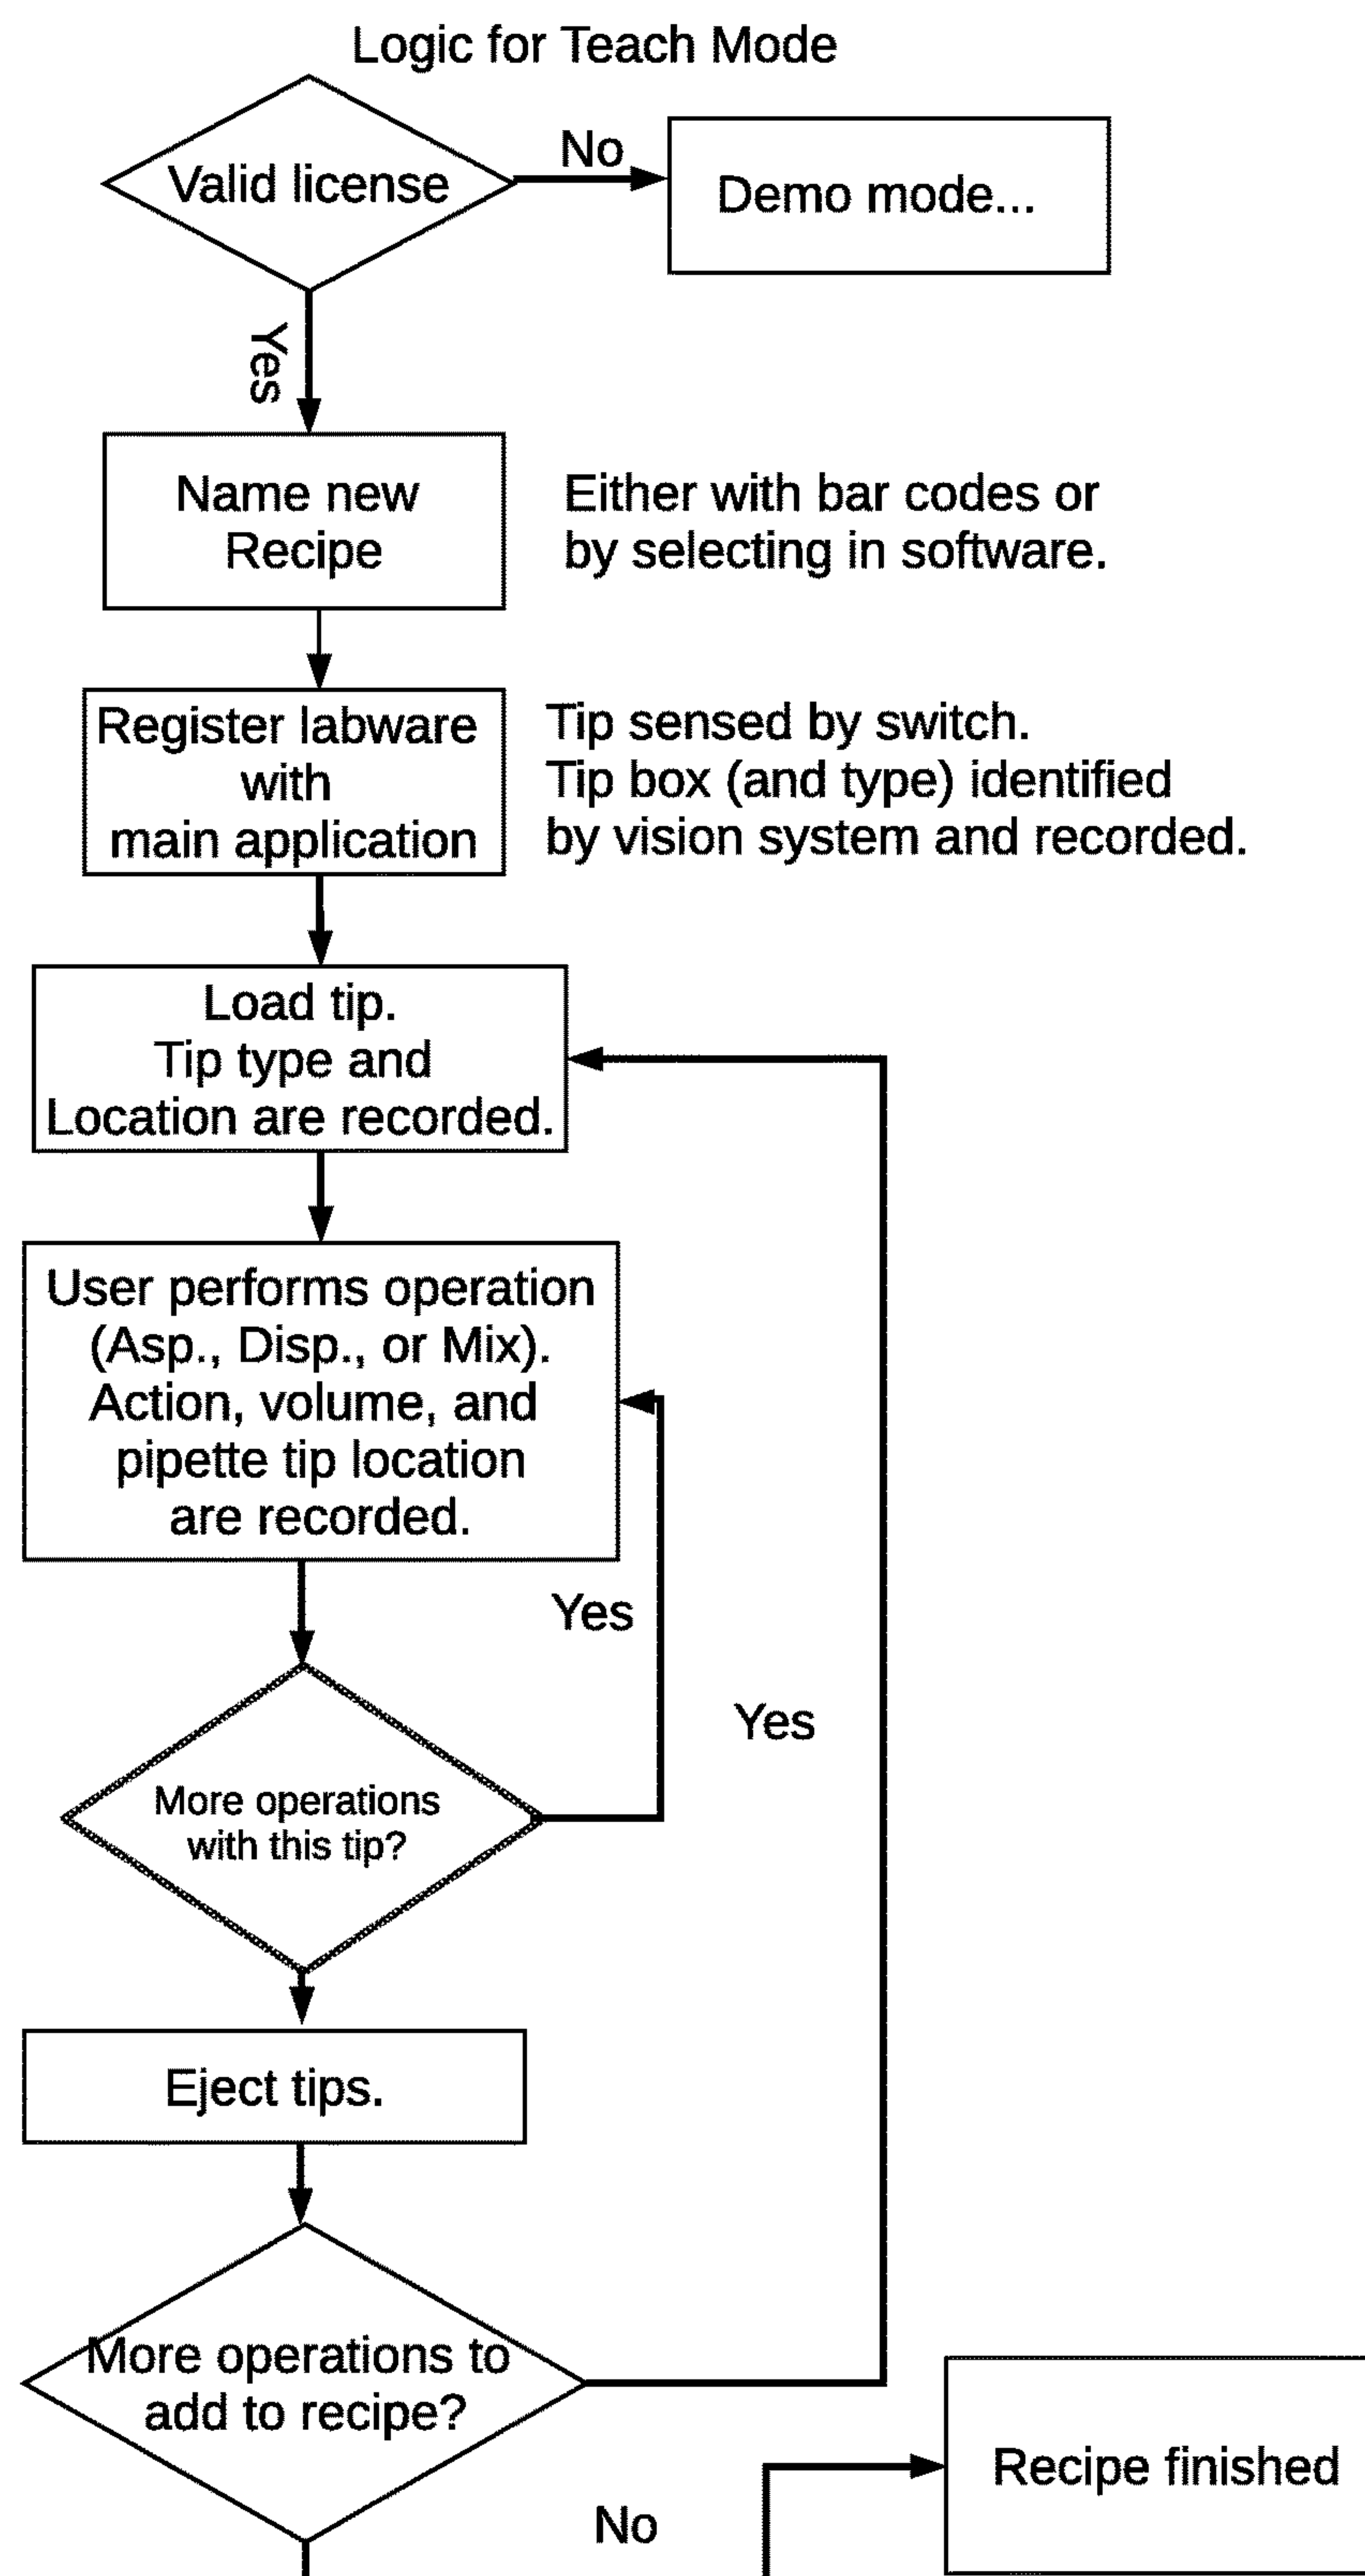 Logic for Teach Mode
Valid license
No
Demo mode...
Yes
Name new
Recipe
Either with bar codes or
by selecting in software.
Register labware
with
main application
Tip sensed by switch.
Tip box (and type) identified
by vision system and recorded.
Load tip.
Tip type and
Location are recorded.
User performs operation
(Asp., Disp., or Mix).
Action, volume, and
pipette tip location
are recorded.
Yes
Yes
More operations
with this tip?
Eject tips.
More operations to
add to recipe?
No
Recipe finished